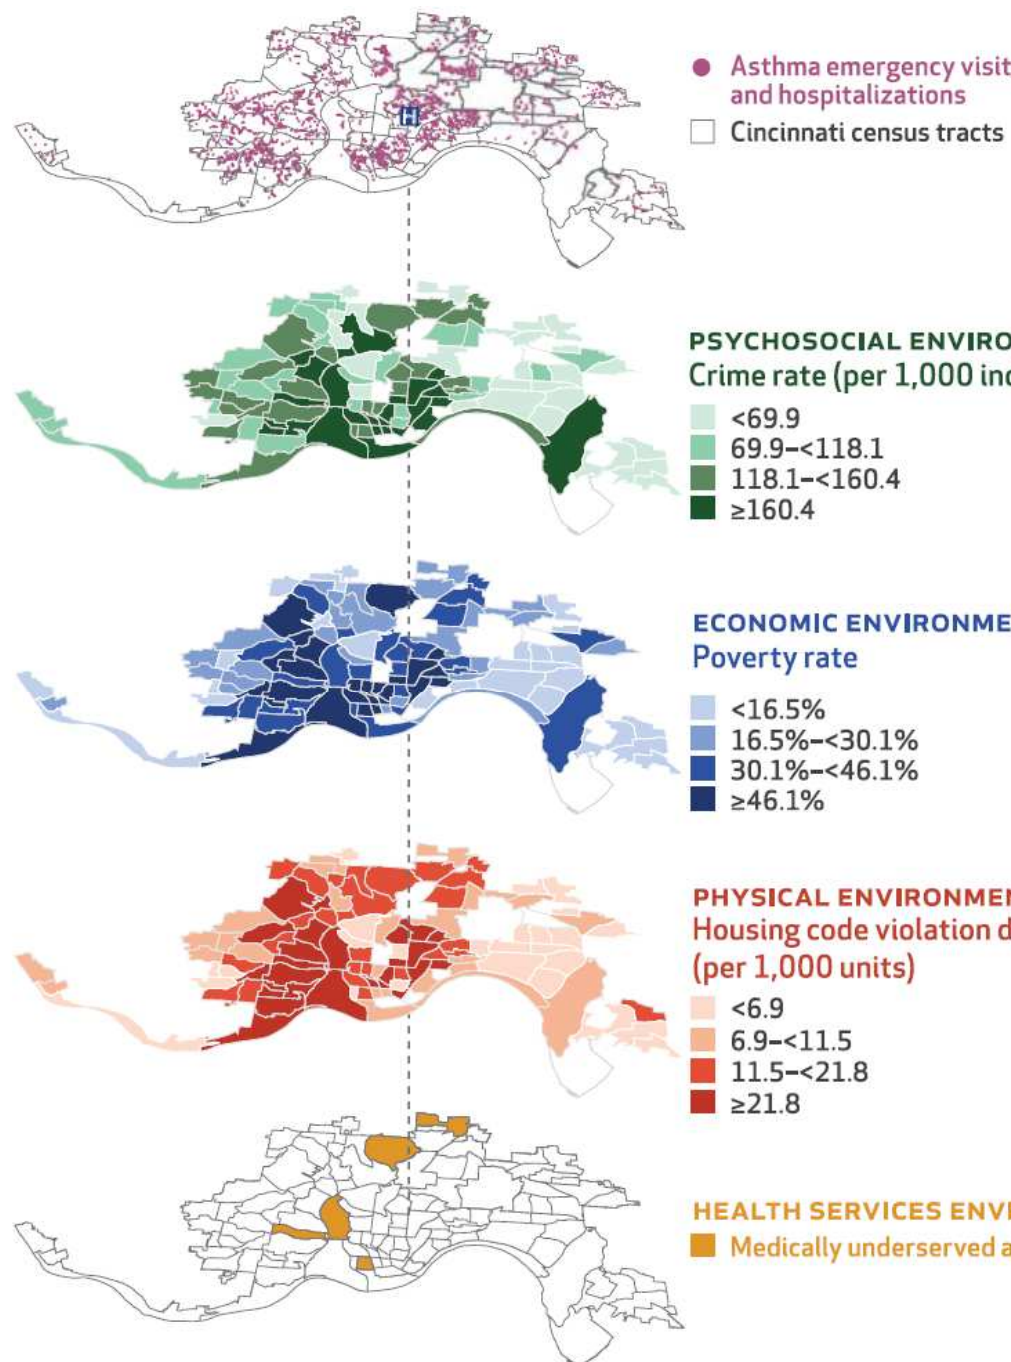 Asthma emergency visit
and hospitalizations
Cincinnati census tracts
H
PSYCHOSOCIAL ENVIRO
Crime rate (per 1,000 in
<69.9
69.9–<118.1
118.1–<160.4
≥160.4
ECONOMIC ENVIRONME
Poverty rate
<16.5%
16.5%–<30.1%
30.1%–<46.1%
≥46.1%
PHYSICAL ENVIRONME
Housing code violation d
(per 1,000 units)
<6.9
6.9–<11.5
11.5–<21.8
≥21.8
HEALTH SERVICES ENV
Medically underserved a